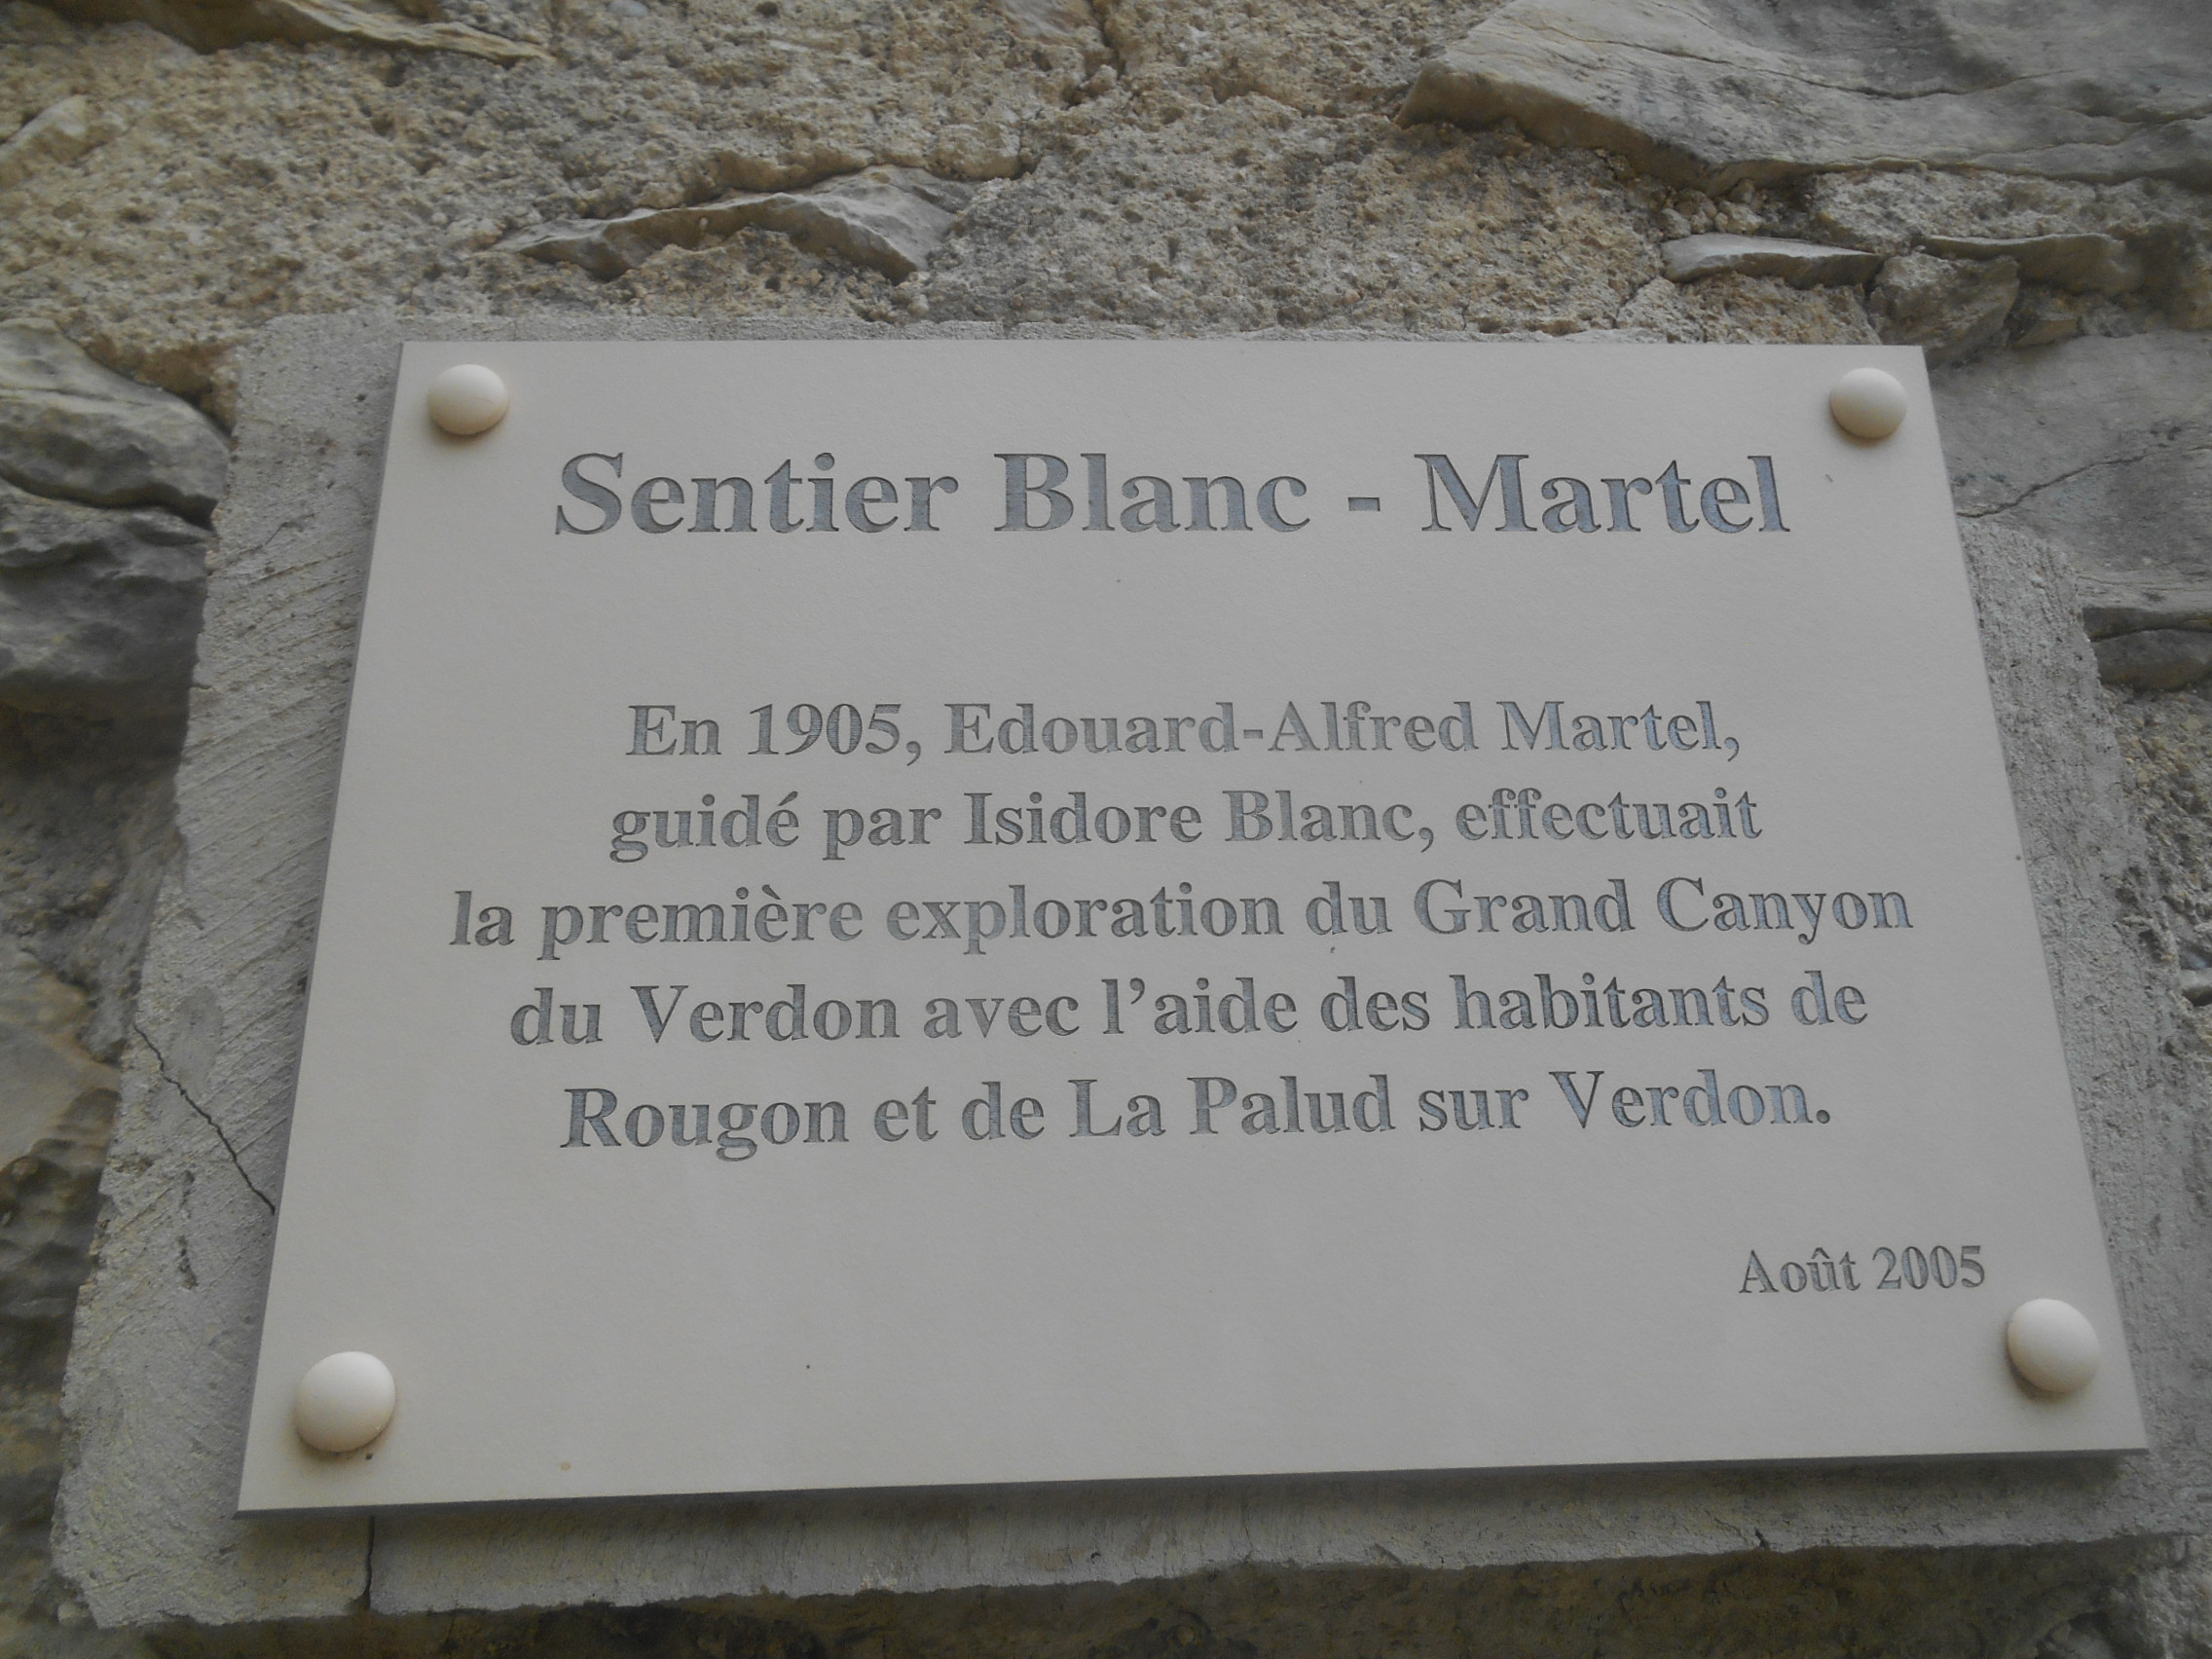 Sentier Blanc - Martel
En 1905, Edouard-Alfred Martel,
guidé par Isidore Blanc, effectuait
la première exploration du Grand Canyon
du Verdon avec l’aide des habitants de
Rougon et de La Palud sur Verdon.
Août 2005